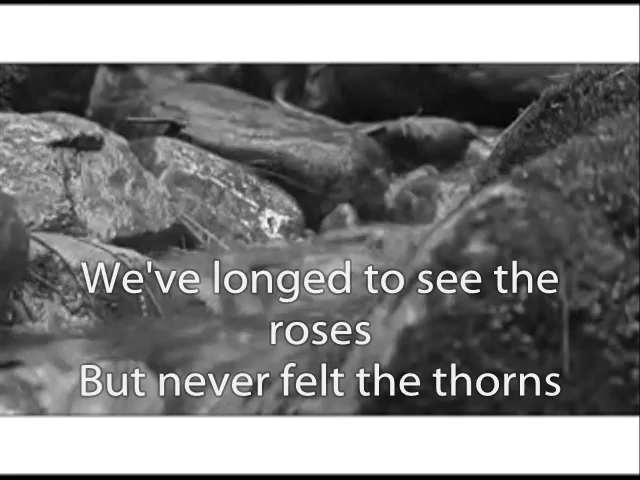 We've longed to see the
roses
But never felt the thorns